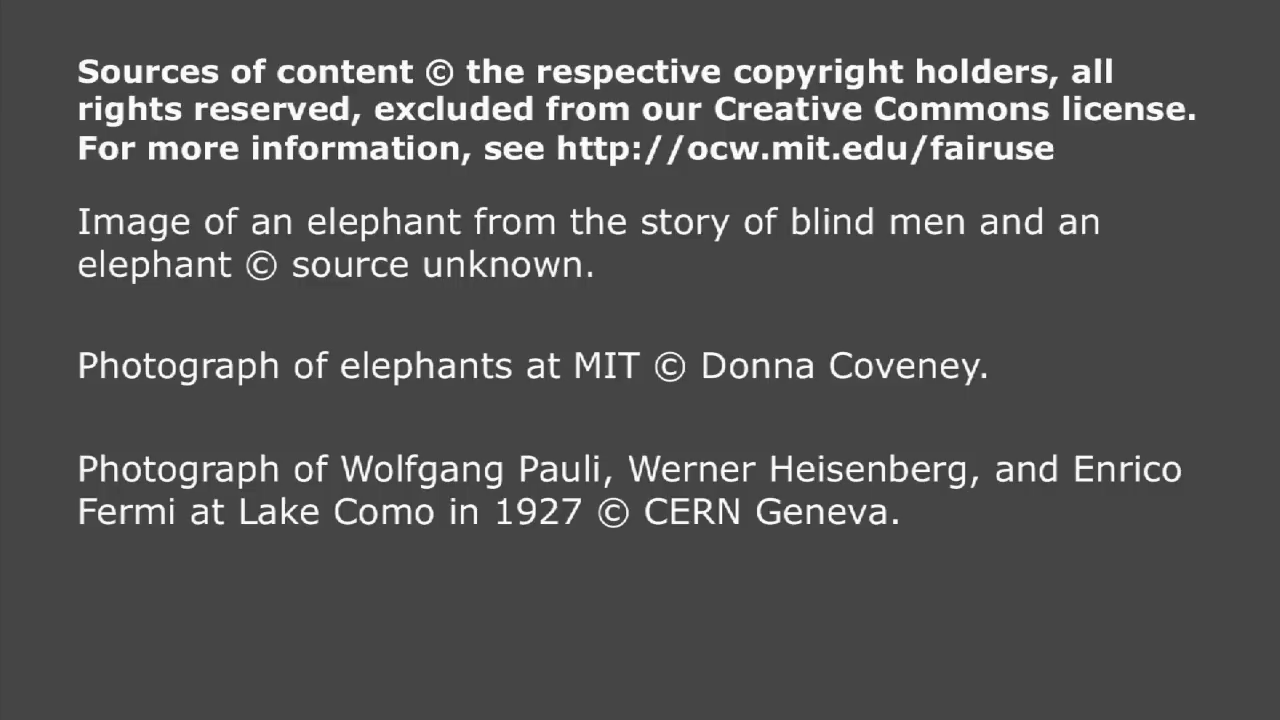 Sources of content © the respective copyright holders, all
rights reserved, excluded from our Creative Commons license.
For more information, see http://ocw.mit.edu/fairuse
Image of an elephant from the story of blind men and an
elephant © source unknown.
Photograph of elephants at MIT © Donna Coveney.
Photograph of Wolfgang Pauli, Werner Heisenberg, and Enrico
Fermi at Lake Como in 1927 © CERN Geneva.